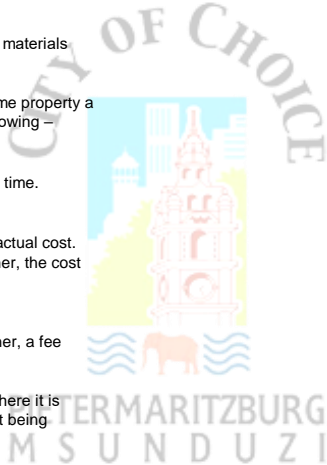 CITY OF CHOICE
materials
me property a
owing –
time.
actual cost.
er, the cost
er, a fee
here it is
t being
PIETERMARITZBURG
MSUNDUZI